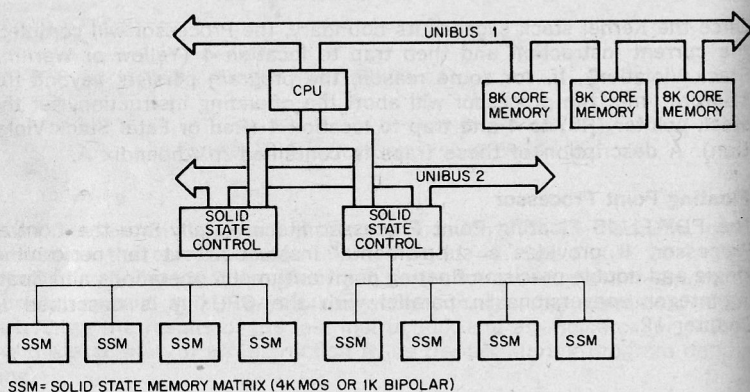 UNIBUS 1
CPU
8K CORE MEMORY
8K CORE MEMORY
8K CORE MEMORY
UNIBUS 2
SOLID STATE CONTROL
SOLID STATE CONTROL
SSM
SSM
SSM
SSM
SSM
SSM
SSM
SSM
SSM= SOLID STATE MEMORY MATRIX (4K MOS OR 1K BIPOLAR)